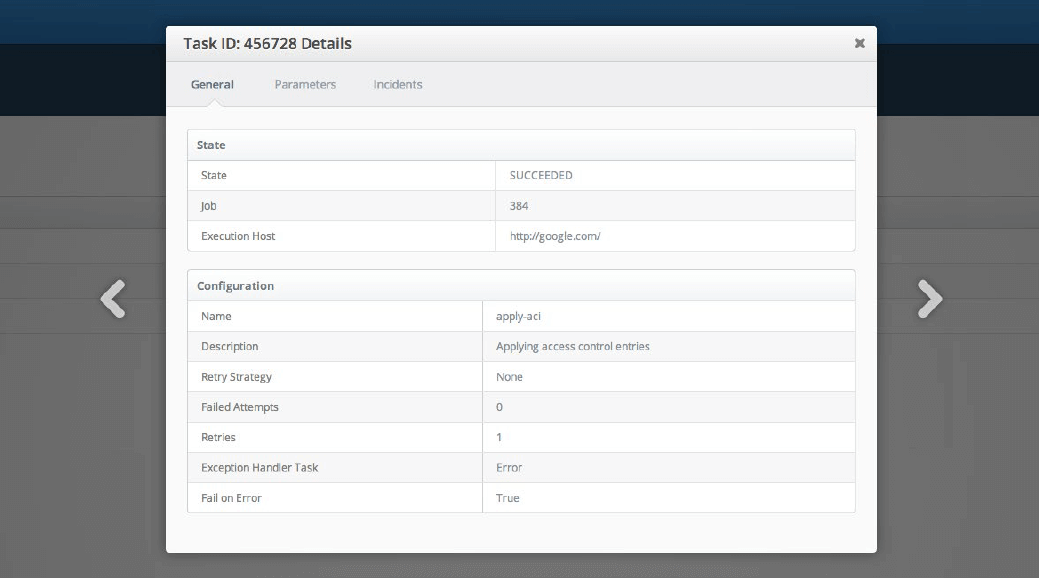 Task ID: 456728 Details
General Parameters Incidents
State
State SUCCEEDED
Job 384
Execution Host http://google.com/
Configuration
Name apply-aci
Description Applying access control entries
Retry Strategy None
Failed Attempts 0
Retries 1
Exception Handler Task Error
Fail on Error True